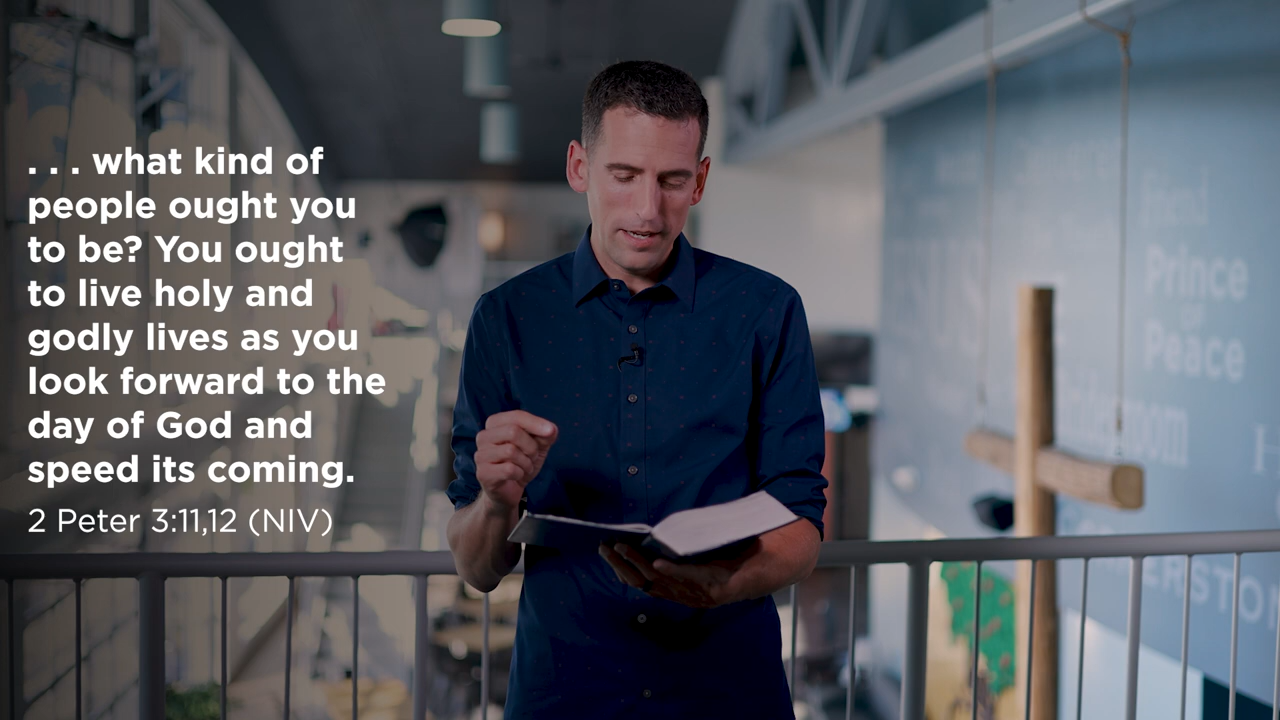 . . . what kind of
people ought you
to be? You ought
to live holy and
godly lives as you
look forward to the
day of God and
speed its coming.
2 Peter 3:11,12 (NIV)
Prince
of
Peace